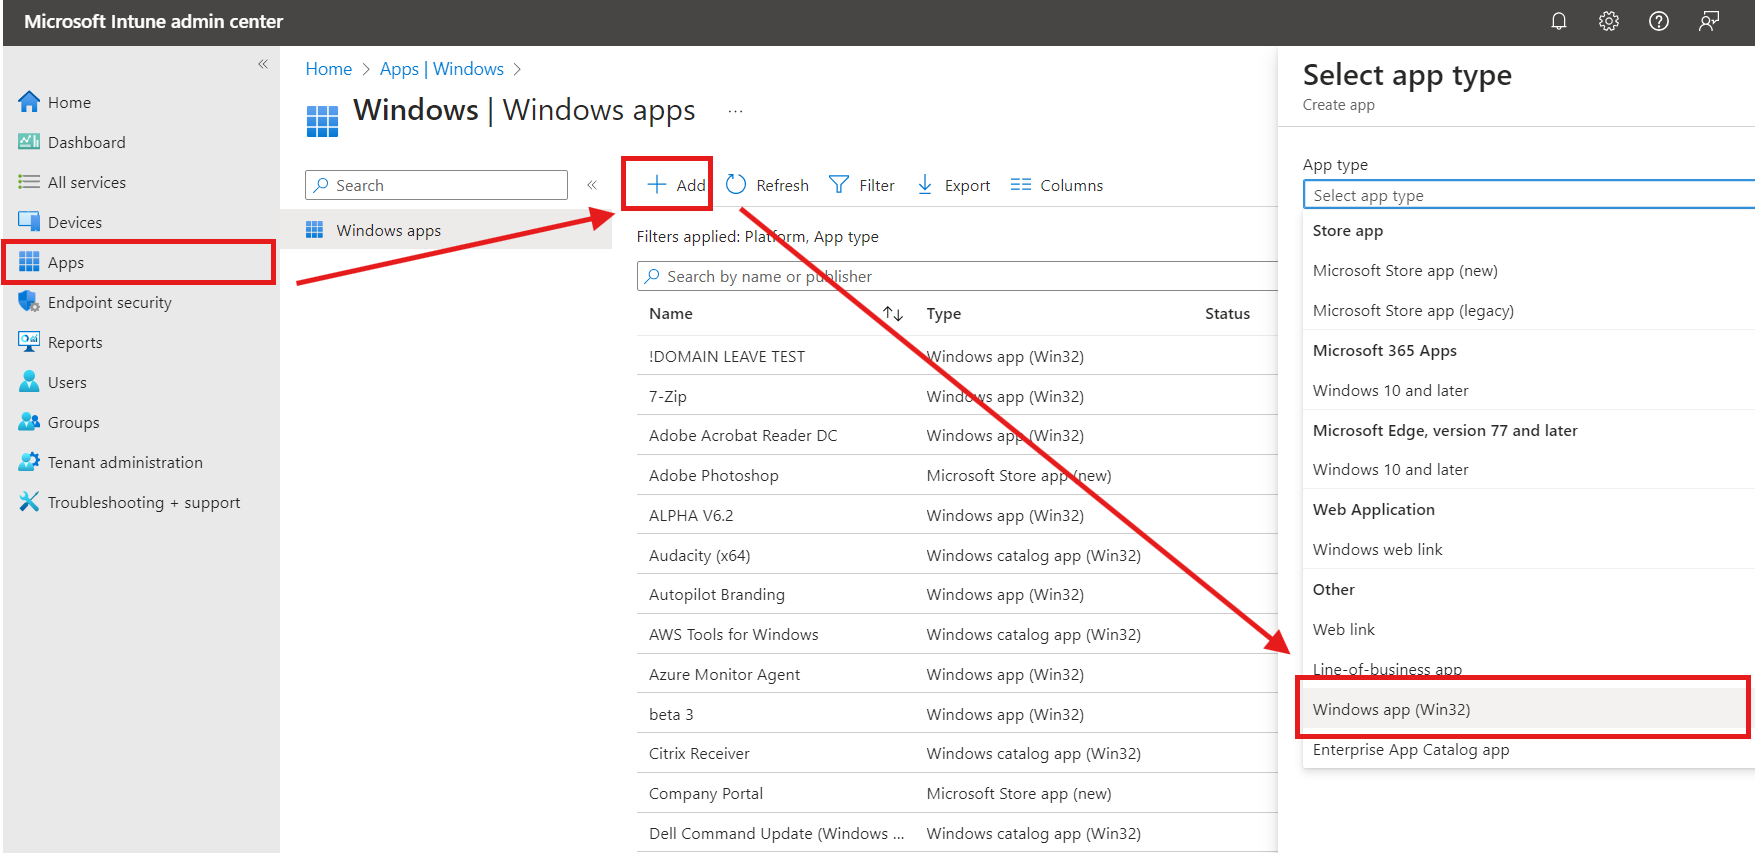 Microsoft Intune admin center
«
Home
Dashboard
All services
Devices
Apps
Endpoint security
Reports
Users
Groups
Tenant administration
Troubleshooting + support
Home > Apps | Windows >
Windows | Windows apps ...
Search
«
Windows apps
Add Refresh Filter Export Columns
Filters applied: Platform, App type
Search by name or publisher
Name Type Status
!DOMAIN LEAVE TEST Windows app (Win32)
7-Zip Windows app (Win32)
Adobe Acrobat Reader DC Windows app (Win32)
Adobe Photoshop Microsoft Store app (new)
ALPHA V6.2 Windows app (Win32)
Audacity (x64) Windows catalog app (Win32)
Autopilot Branding Windows app (Win32)
AWS Tools for Windows Windows catalog app (Win32)
Azure Monitor Agent Windows app (Win32)
beta 3 Windows app (Win32)
Citrix Receiver Windows catalog app (Win32)
Company Portal Microsoft Store app (new)
Dell Command Update (Windows ... Windows catalog app (Win32)
Select app type
Create app
App type
Select app type
Store app
Microsoft Store app (new)
Microsoft Store app (legacy)
Microsoft 365 Apps
Windows 10 and later
Microsoft Edge, version 77 and later
Windows 10 and later
Web Application
Windows web link
Other
Web link
Line-of-business app
Windows app (Win32)
Enterprise App Catalog app